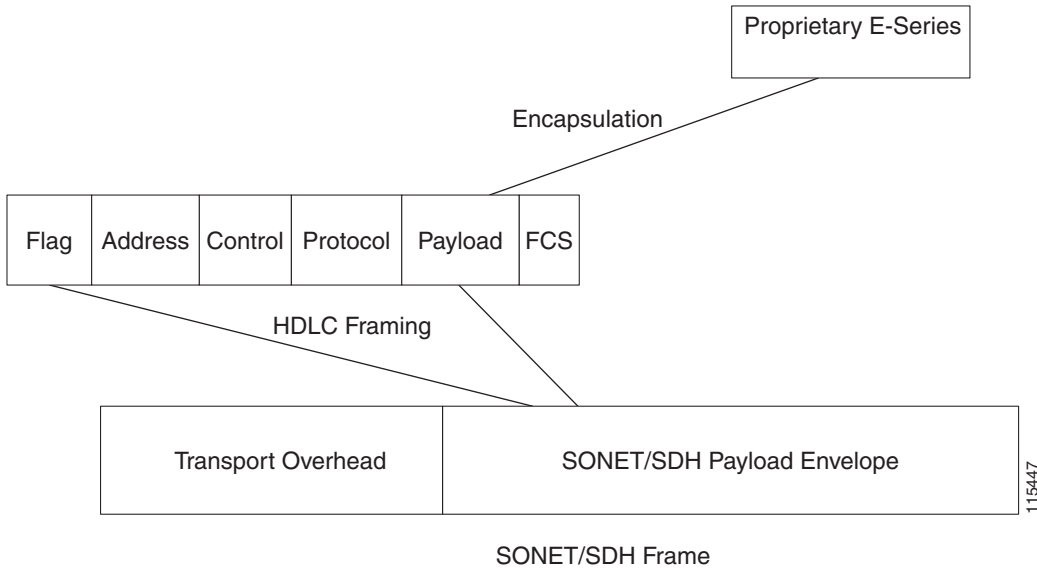 Proprietary E-Series
Encapsulation
Flag Address Control Protocol Payload FCS
HDLC Framing
Transport Overhead SONET/SDH Payload Envelope
115447
SONET/SDH Frame